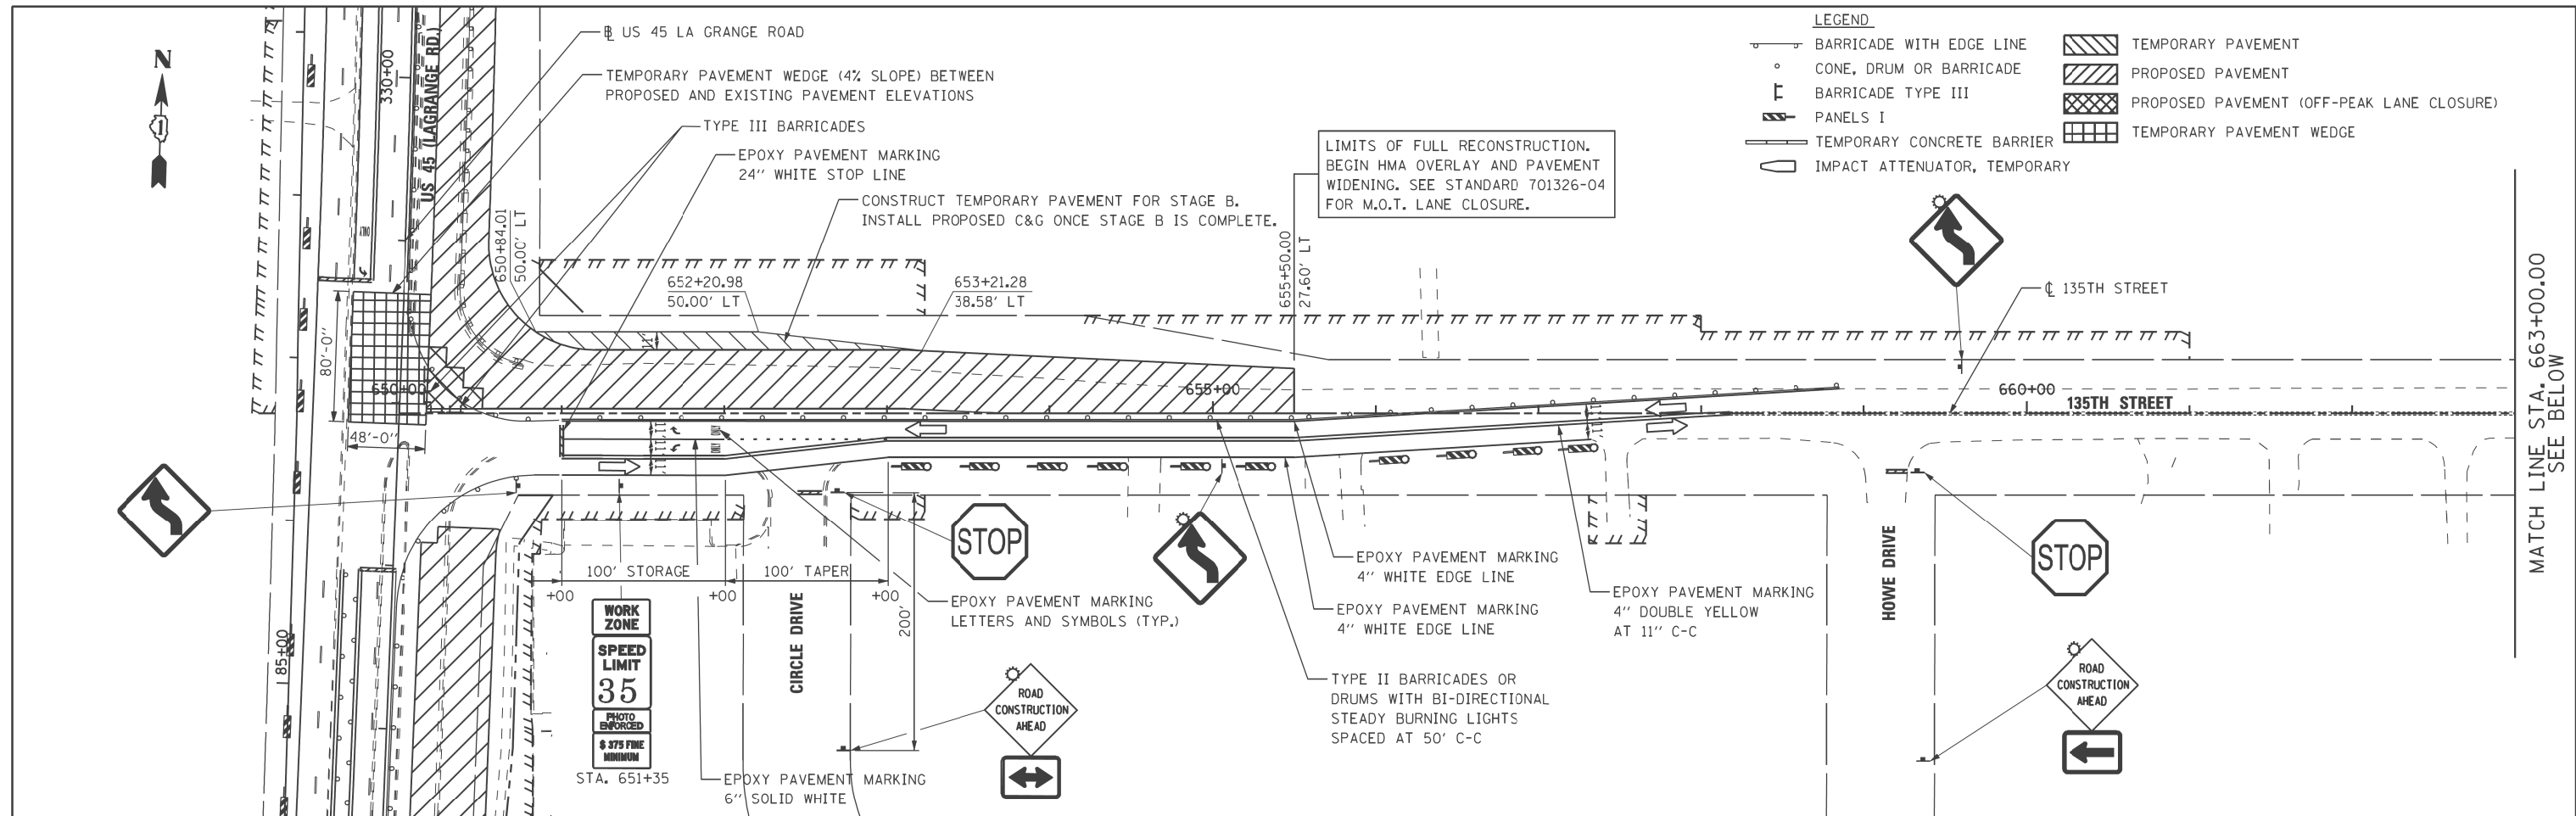 N
1
330+00
US 45 (LAGRANGE RD.)
℄ US 45 LA GRANGE ROAD
TEMPORARY PAVEMENT WEDGE (4% SLOPE) BETWEEN
PROPOSED AND EXISTING PAVEMENT ELEVATIONS
TYPE III BARRICADES
EPOXY PAVEMENT MARKING
24'' WHITE STOP LINE
CONSTRUCT TEMPORARY PAVEMENT FOR STAGE B.
INSTALL PROPOSED C&G ONCE STAGE B IS COMPLETE.
LIMITS OF FULL RECONSTRUCTION.
BEGIN HMA OVERLAY AND PAVEMENT
WIDENING. SEE STANDARD 701326-04
FOR M.O.T. LANE CLOSURE.
LEGEND
BARRICADE WITH EDGE LINE
CONE, DRUM OR BARRICADE
BARRICADE TYPE III
PANELS I
TEMPORARY CONCRETE BARRIER
IMPACT ATTENUATOR, TEMPORARY
TEMPORARY PAVEMENT
PROPOSED PAVEMENT
PROPOSED PAVEMENT (OFF-PEAK LANE CLOSURE)
TEMPORARY PAVEMENT WEDGE
650+84.01
50.00' LT
652+20.98
50.00' LT
653+21.28
38.58' LT
655+50.00
27.60' LT
℄ 135TH STREET
MATCH LINE STA. 663+00.00
SEE BELOW
ONLY
11'
80'-0''
48'-0''
650+00
655+00
660+00
135TH STREET
11'
11'
11'
ONLY
ONLY
11'
11'
100' STORAGE
100' TAPER
+00
+00
+00
200'
STOP
STOP
EPOXY PAVEMENT MARKING
LETTERS AND SYMBOLS (TYP.)
EPOXY PAVEMENT MARKING
4'' WHITE EDGE LINE
EPOXY PAVEMENT MARKING
4'' WHITE EDGE LINE
EPOXY PAVEMENT MARKING
4'' DOUBLE YELLOW
AT 11'' C-C
TYPE II BARRICADES OR
DRUMS WITH BI-DIRECTIONAL
STEADY BURNING LIGHTS
SPACED AT 50' C-C
HOWE DRIVE
CIRCLE DRIVE
185+00
WORK
ZONE
SPEED
LIMIT
35
PHOTO
ENFORCED
$ 375 FINE
MINIMUM
STA. 651+35
EPOXY PAVEMENT MARKING
6'' SOLID WHITE
ROAD
CONSTRUCTION
AHEAD
ROAD
CONSTRUCTION
AHEAD